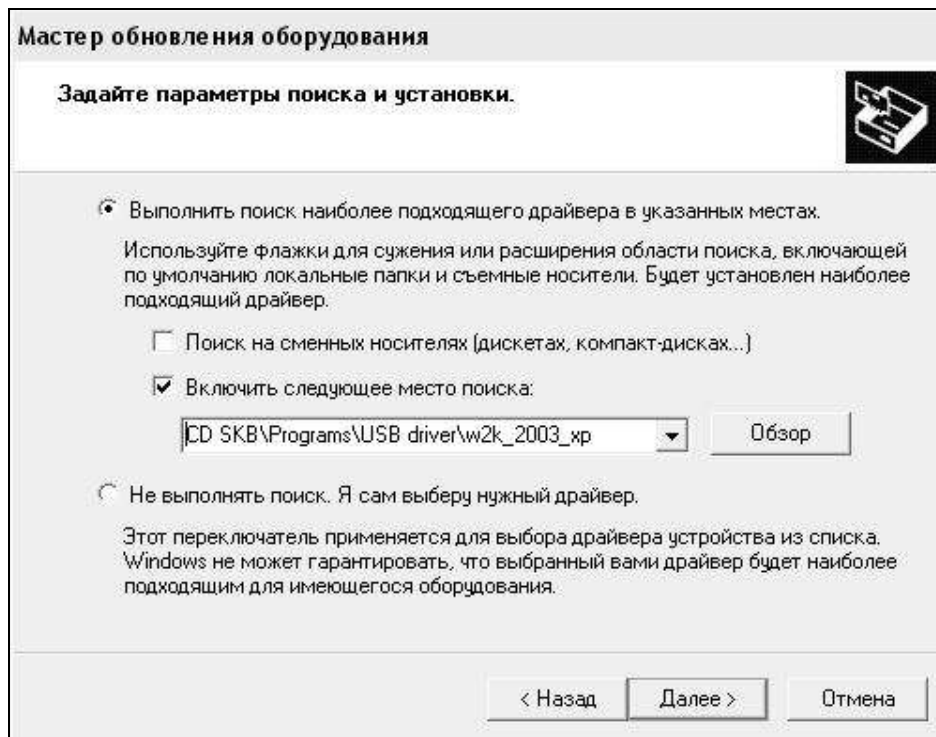 Мастер обновления оборудования
Задайте параметры поиска и установки.
Выполнить поиск наиболее подходящего драйвера в указанных местах.
Используйте флажки для сужения или расширения области поиска, включающей
по умолчанию локальные папки и съемные носители. Будет установлен наиболее
подходящий драйвер.
Поиск на сменных носителях (дискетах, компакт-дисках...)
Включить следующее место поиска:
CD SKB\Programs\USB driver\w2k_2003_xp
Обзор
Не выполнять поиск. Я сам выберу нужный драйвер.
Этот переключатель применяется для выбора драйвера устройства из списка.
Windows не может гарантировать, что выбранный вами драйвер будет наиболее
подходящим для имеющегося оборудования.
< Назад Далее > Отмена